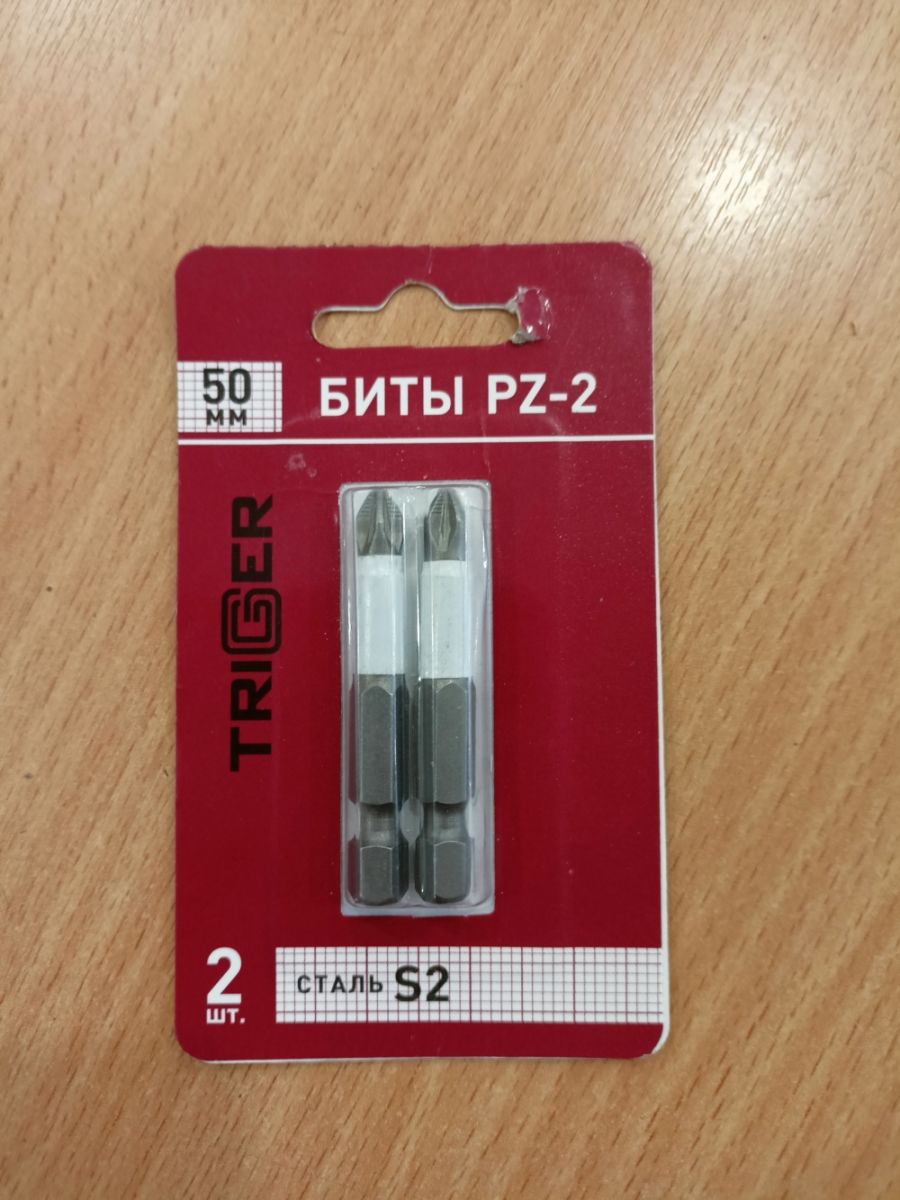 50
мм
БИТЫ PZ-2
TRIGER
2
шт.
СТАЛЬ S2